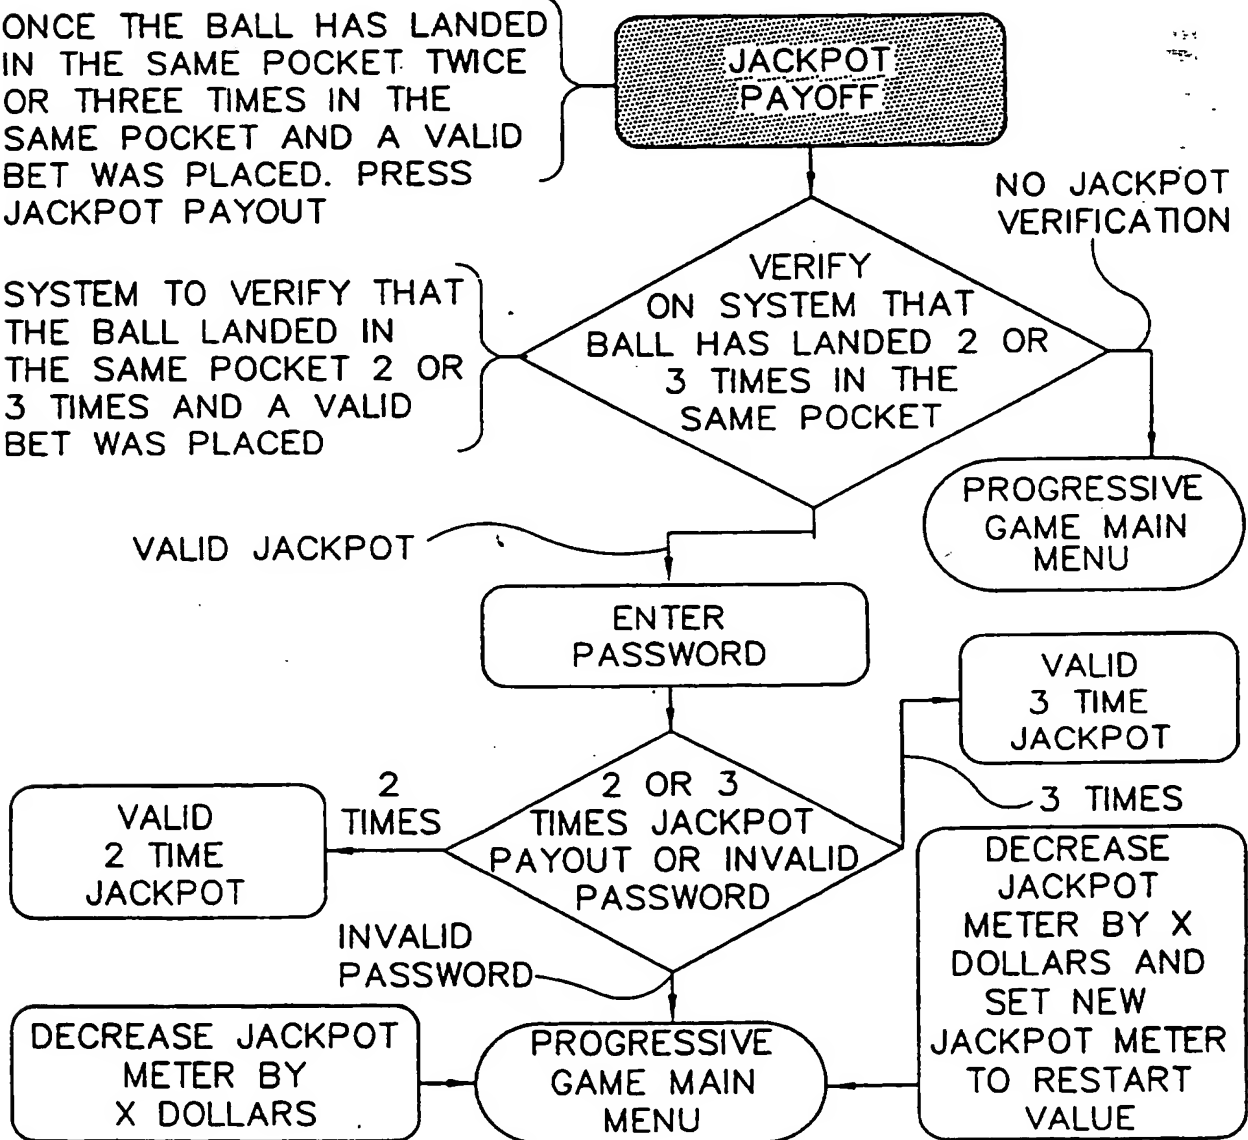 ONCE THE BALL HAS LANDED
IN THE SAME POCKET TWICE
OR THREE TIMES IN THE
SAME POCKET AND A VALID
BET WAS PLACED. PRESS
JACKPOT PAYOUT
JACKPOT
PAYOFF
NO JACKPOT
VERIFICATION
SYSTEM TO VERIFY THAT
THE BALL LANDED IN
THE SAME POCKET 2 OR
3 TIMES AND A VALID
BET WAS PLACED
VERIFY
ON SYSTEM THAT
BALL HAS LANDED 2 OR
3 TIMES IN THE
SAME POCKET
PROGRESSIVE
GAME MAIN
MENU
VALID JACKPOT
ENTER
PASSWORD
VALID
3 TIME
JACKPOT
3 TIMES
2 OR 3
TIMES JACKPOT
PAYOUT OR INVALID
PASSWORD
2
TIMES
VALID
2 TIME
JACKPOT
INVALID
PASSWORD
DECREASE JACKPOT
METER BY
X DOLLARS
PROGRESSIVE
GAME MAIN
MENU
DECREASE
JACKPOT
METER BY X
DOLLARS AND
SET NEW
JACKPOT METER
TO RESTART
VALUE